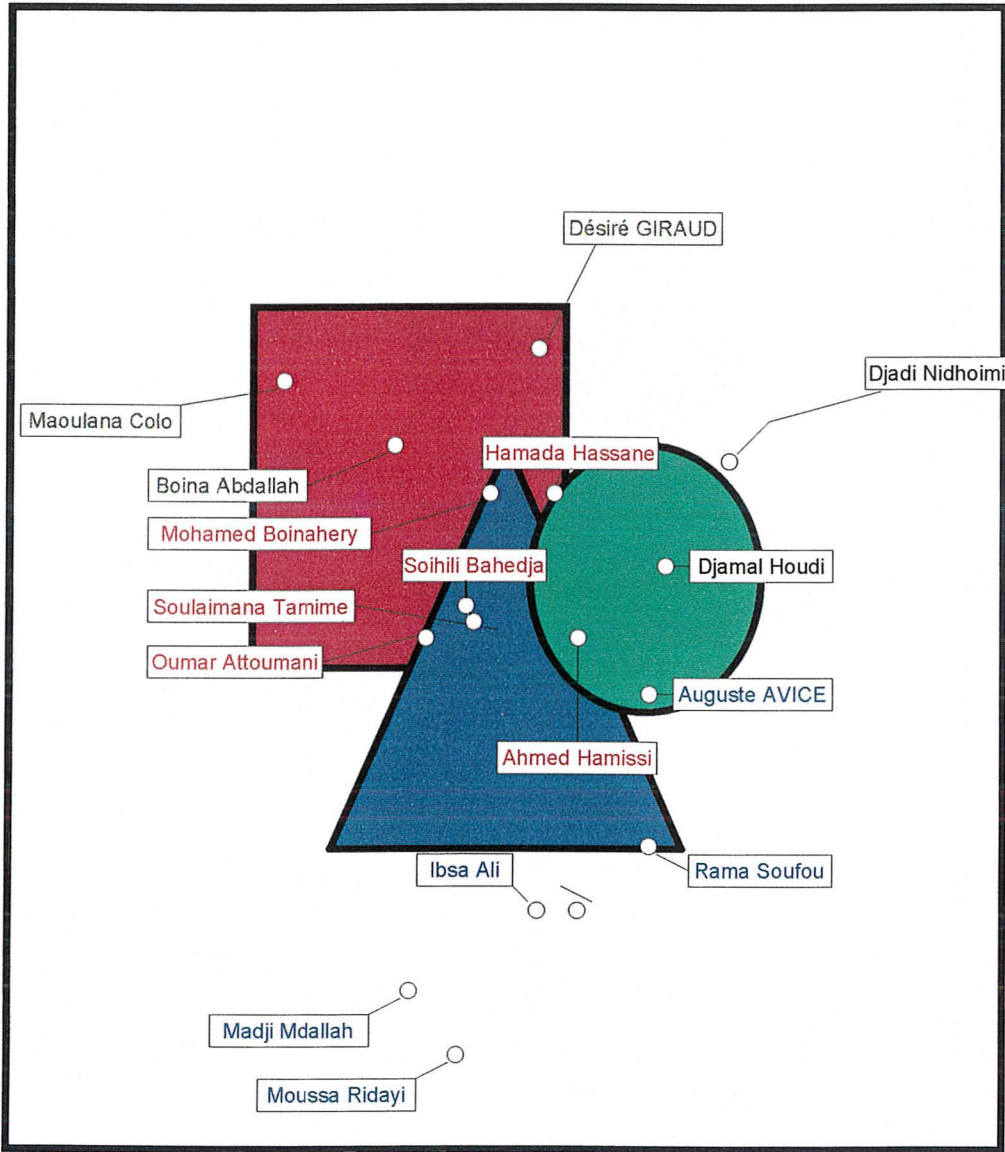 Désiré GIRAUD
Djadi Nidhoimi
Maoulana Colo
Hamada Hassane
Boina Abdallah
Mohamed Boinahery
Soihili Bahedja
Djamal Houdi
Soulaimana Tamime
Oumar Attoumani
Auguste AVICE
Ahmed Hamissi
Ibsa Ali
Rama Soufou
Madji Mdallah
Moussa Ridayi